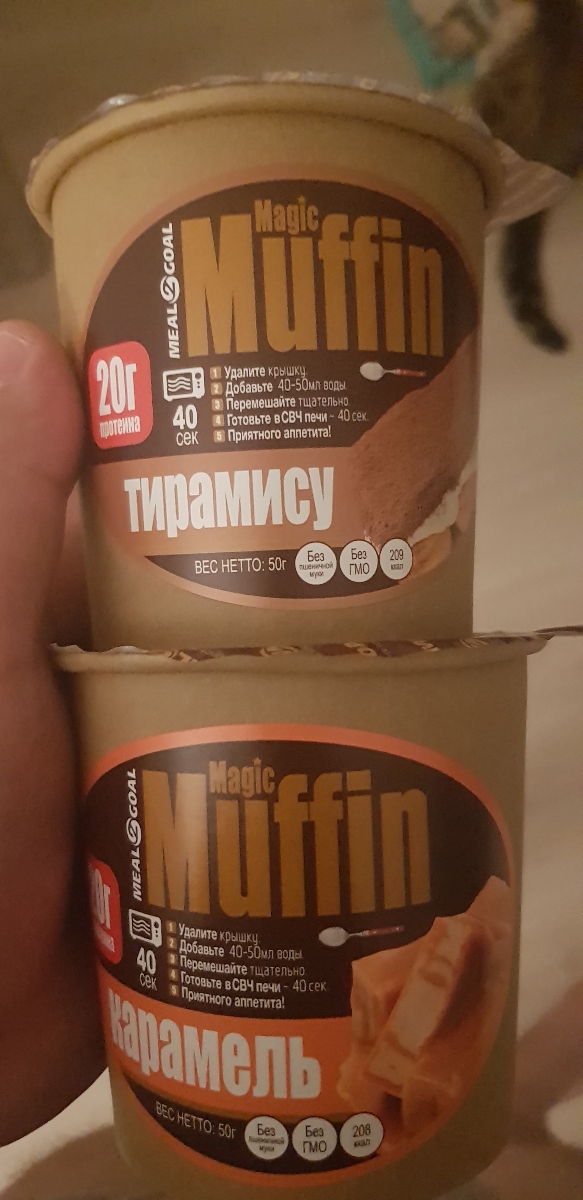 Magic
Muffin
MEAL GOAL
20г
протеина
40
сек
1 Удалите крышку.
2 Добавьте 40-50мл воды.
3 Перемешайте тщательно.
4 Готовьте в СВЧ печи - 40 сек.
5 Приятного аппетита!
тирамису
ВЕС НЕТТО: 50г
Без
пшеничной
муки
Без
ГМО
209
ккал
Magic
Muffin
MEAL GOAL
40
сек
1 Удалите крышку.
2 Добавьте 40-50мл воды.
3 Перемешайте тщательно.
4 Готовьте в СВЧ печи - 40 сек.
5 Приятного аппетита!
карамель
ВЕС НЕТТО: 50г
Без
пшеничной
муки
Без
ГМО
208
ккал